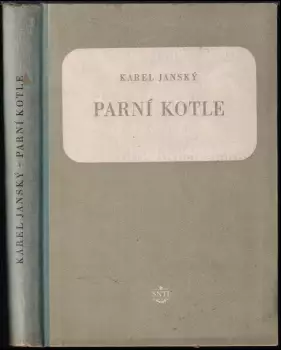 KAREL JANSKÝ - PARNÍ KOTLE
KAREL JANSKÝ
PARNÍ KOTLE
SNTL